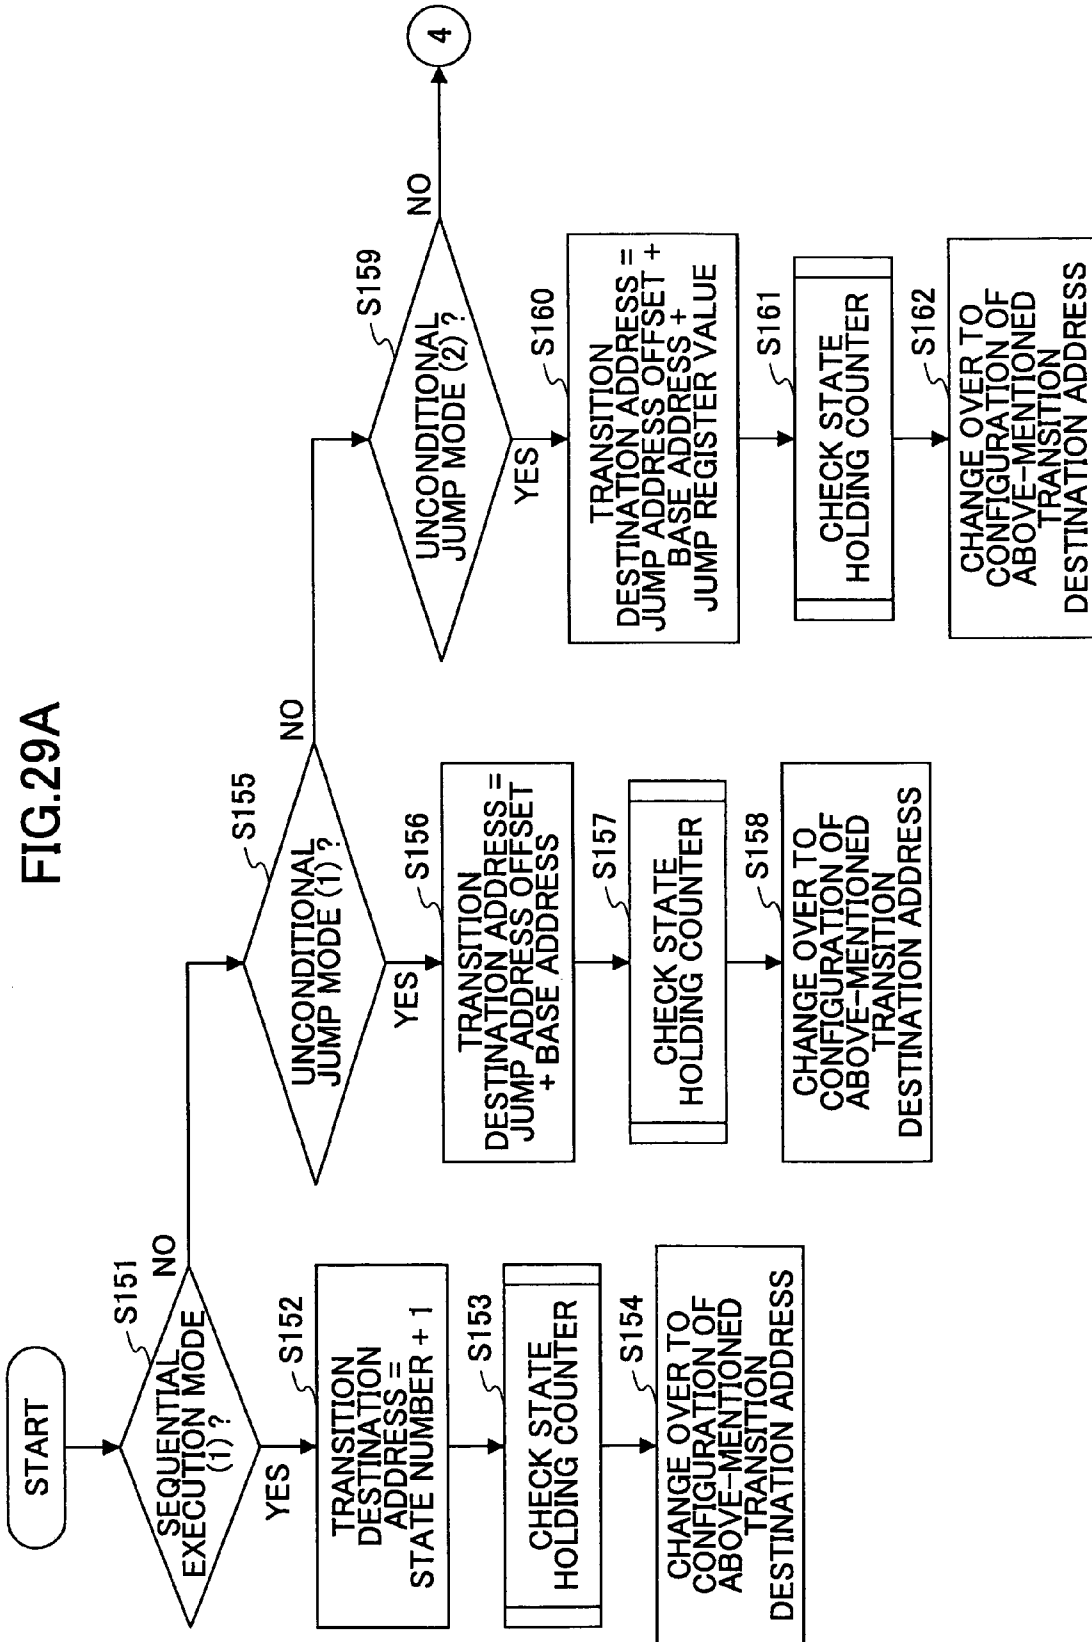 FIG.29A
START
S151
SEQUENTIAL
EXECUTION MODE
(1) ?
NO
YES
S152
TRANSITION
DESTINATION
ADDRESS =
STATE NUMBER + 1
S153
CHECK STATE
HOLDING COUNTER
S154
CHANGE OVER TO
CONFIGURATION OF
ABOVE-MENTIONED
TRANSITION
DESTINATION ADDRESS
S155
UNCONDITIONAL
JUMP MODE (1) ?
NO
YES
S156
TRANSITION
DESTINATION ADDRESS =
JUMP ADDRESS OFFSET
+ BASE ADDRESS
S157
CHECK STATE
HOLDING COUNTER
S158
CHANGE OVER TO
CONFIGURATION OF
ABOVE-MENTIONED
TRANSITION
DESTINATION ADDRESS
S159
UNCONDITIONAL
JUMP MODE (2) ?
NO
4
YES
S160
TRANSITION
DESTINATION ADDRESS =
JUMP ADDRESS OFFSET +
BASE ADDRESS +
JUMP REGISTER VALUE
S161
CHECK STATE
HOLDING COUNTER
S162
CHANGE OVER TO
CONFIGURATION OF
ABOVE-MENTIONED
TRANSITION
DESTINATION ADDRESS